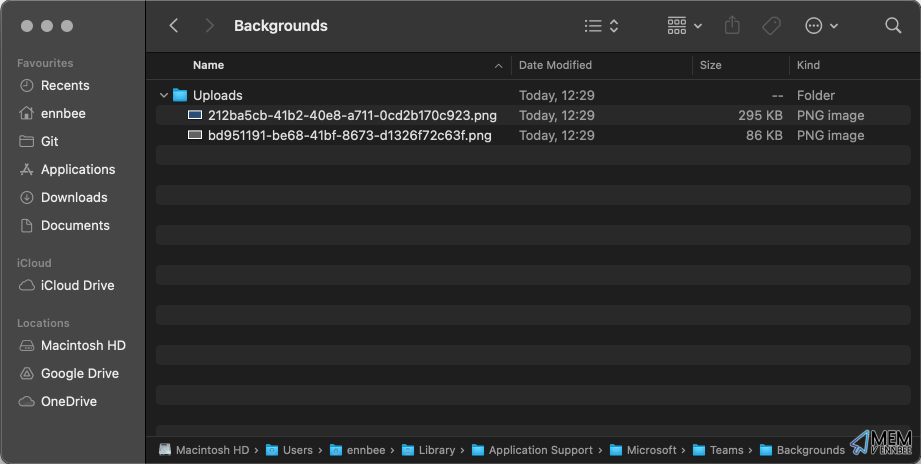 Backgrounds
Favourites
Recents
ennbee
Git
Applications
Downloads
Documents
iCloud
iCloud Drive
Locations
Macintosh HD
Google Drive
OneDrive
Name Date Modified Size Kind
Uploads Today, 12:29 -- Folder
212ba5cb-41b2-40e8-a711-0cd2b170c923.png Today, 12:29 295 KB PNG image
bd951191-be68-41bf-8673-d1326f72c63f.png Today, 12:29 86 KB PNG image
Macintosh HD › Users › ennbee › Library › Application Support › Microsoft › Teams › Backgrounds
MEM
ENNBEE